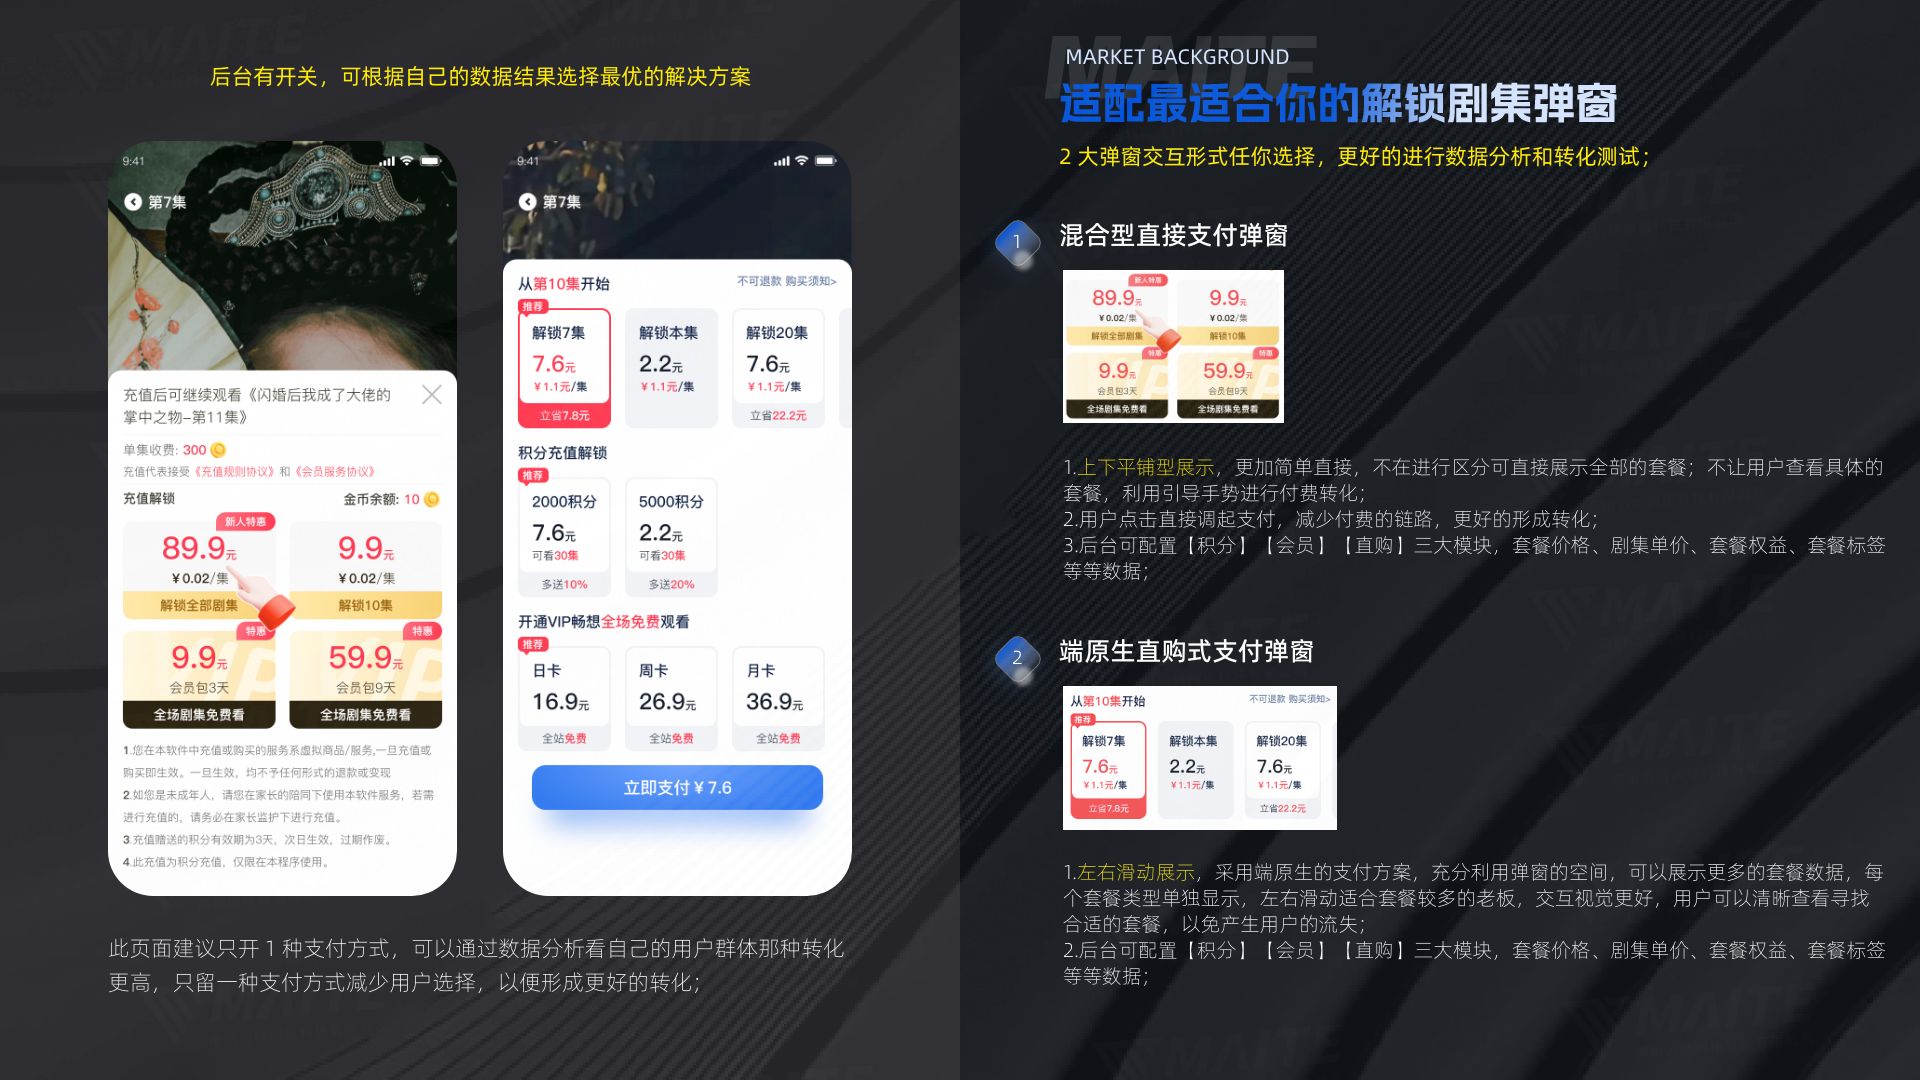 后台有开关，可根据自己的数据结果选择最优的解决方案
9:41
第7集
充值后可继续观看《闪婚后我成了大佬的
掌中之物–第11集》
单集收费: 300
充值代表接受《充值规则协议》和《会员服务协议》
充值解锁
金币余额: 10
新人特惠
89.9元
¥0.02/集
解锁全部剧集
9.9元
¥0.02/集
解锁10集
特惠
9.9元
会员包3天
全场剧集免费看
特惠
59.9元
会员包9天
全场剧集免费看
1.您在本软件中充值或购买的服务系虚拟商品/服务,一旦充值或
购买即生效。一旦生效，均不予任何形式的退款或变现
2.如您是未成年人，请您在家长的陪同下使用本软件服务，若需
进行充值的，请务必在家长监护下进行充值。
3.充值赠送的积分有效期为3天，次日生效，过期作废。
4.此充值为积分充值，仅限在本程序使用。
9:41
第7集
从第10集开始
不可退款 购买须知>
推荐
解锁7集
7.6元
¥1.1元/集
立省7.8元
解锁本集
2.2元
¥1.1元/集
解锁20集
7.6元
¥1.1元/集
立省22.2元
积分充值解锁
推荐
2000积分
7.6元
可看30集
多送10%
5000积分
2.2元
可看30集
多送20%
开通VIP畅想全场免费观看
推荐
日卡
16.9元
全站免费
周卡
26.9元
全站免费
月卡
36.9元
全站免费
立即支付¥7.6
此页面建议只开 1 种支付方式，可以通过数据分析看自己的用户群体那种转化
更高，只留一种支付方式减少用户选择，以便形成更好的转化；
MAITE
MARKET BACKGROUND
适配最适合你的解锁剧集弹窗
2 大弹窗交互形式任你选择，更好的进行数据分析和转化测试；
1
混合型直接支付弹窗
新人特惠
89.9元
¥0.02/集
解锁全部剧集
9.9元
¥0.02/集
解锁10集
特惠
9.9元
会员包3天
全场剧集免费看
特惠
59.9元
会员包9天
全场剧集免费看
1.上下平铺型展示，更加简单直接，不在进行区分可直接展示全部的套餐；不让用户查看具体的
套餐，利用引导手势进行付费转化；
2.用户点击直接调起支付，减少付费的链路，更好的形成转化；
3.后台可配置【积分】【会员】【直购】三大模块，套餐价格、剧集单价、套餐权益、套餐标签
等等数据；
2
端原生直购式支付弹窗
从第10集开始
不可退款 购买须知>
推荐
解锁7集
7.6元
¥1.1元/集
立省7.8元
解锁本集
2.2元
¥1.1元/集
解锁20集
7.6元
¥1.1元/集
立省22.2元
1.左右滑动展示，采用端原生的支付方案，充分利用弹窗的空间，可以展示更多的套餐数据，每
个套餐类型单独显示，左右滑动适合套餐较多的老板，交互视觉更好，用户可以清晰查看寻找
合适的套餐，以免产生用户的流失；
2.后台可配置【积分】【会员】【直购】三大模块，套餐价格、剧集单价、套餐权益、套餐标签
等等数据；